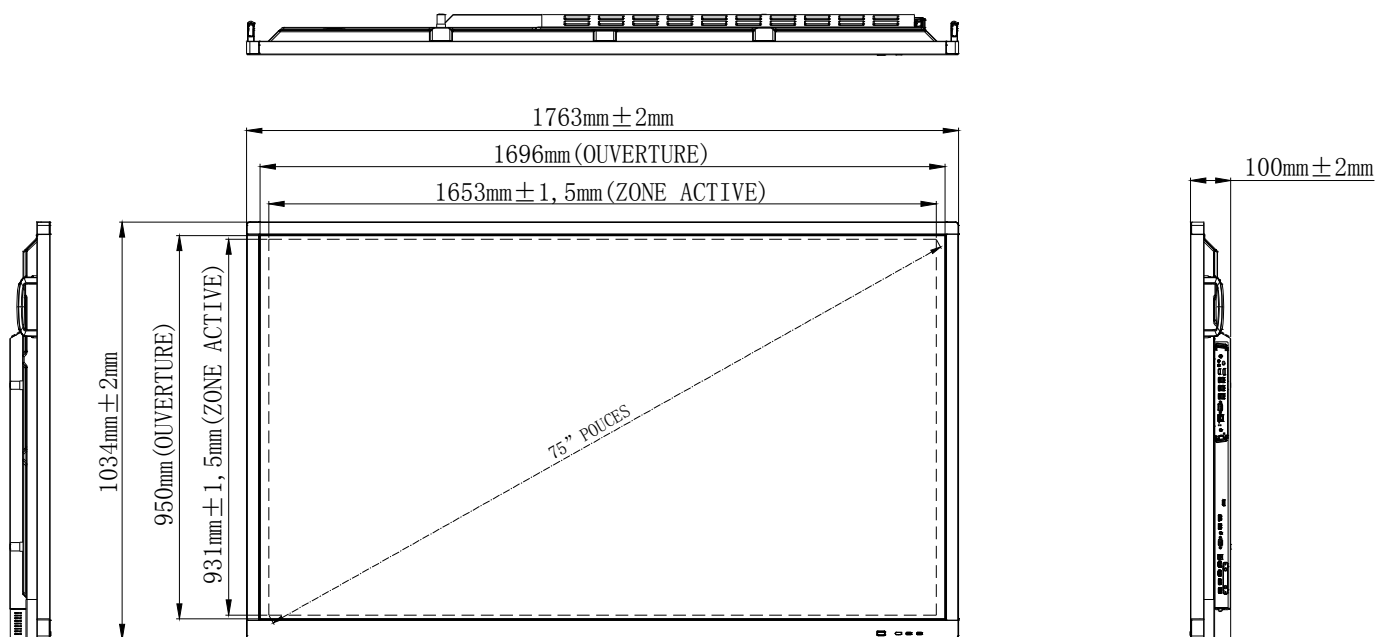 1763mm±2mm
1696mm(OUVERTURE)
1653mm±1,5mm(ZONE ACTIVE)
100mm±2mm
1034mm±2mm
950mm(OUVERTURE)
931mm±1,5mm(ZONE ACTIVE)
75” POUCES